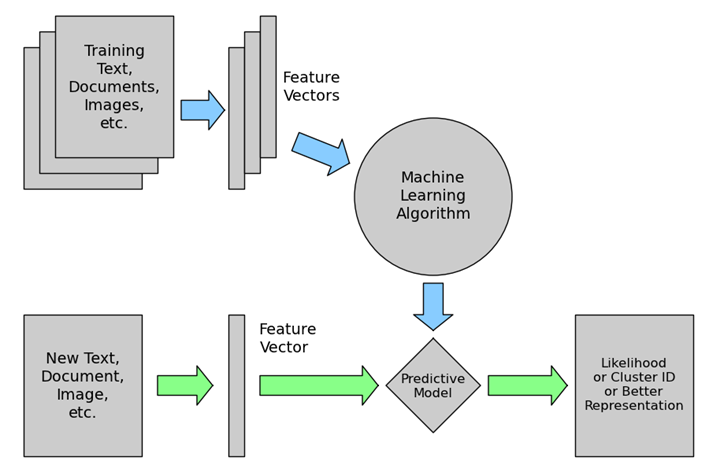 Training
Text,
Documents,
Images,
etc.
Feature
Vectors
Machine
Learning
Algorithm
New Text,
Document,
Image,
etc.
Feature
Vector
Predictive
Model
Likelihood
or Cluster ID
or Better
Representation